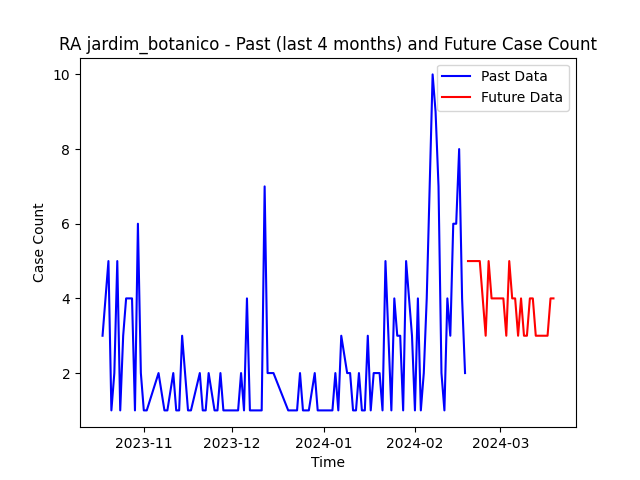 RA jardim_botanico - Past (last 4 months) and Future Case Count
Past Data
Future Data
Case Count
10
8
6
4
2
2023-11 2023-12 2024-01 2024-02 2024-03
Time